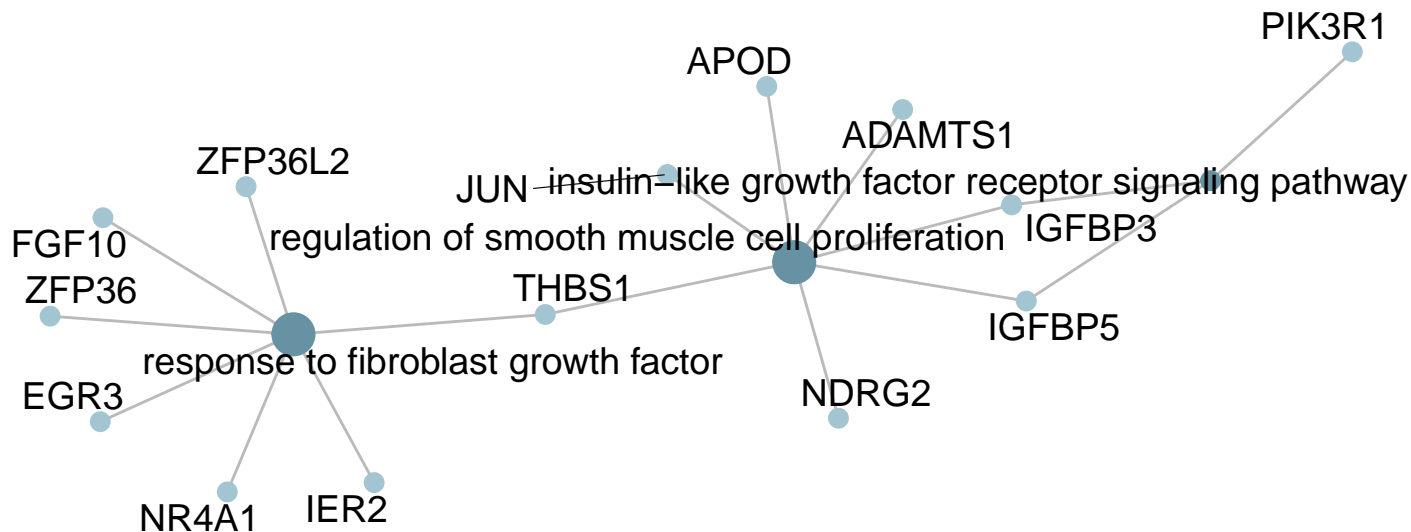 PIK3R1
APOD
ADAMTS1
ZFP36L2
JUN
insulin–like growth factor receptor signaling pathway
FGF10
regulation of smooth muscle cell proliferation
IGFBP3
ZFP36
THBS1
IGFBP5
response to fibroblast growth factor
EGR3
NDRG2
NR4A1
IER2